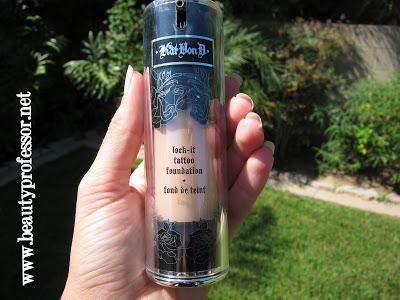 Kat Von D
lock-it
tattoo
foundation
+
fond de teint
www.beautyprofessor.net